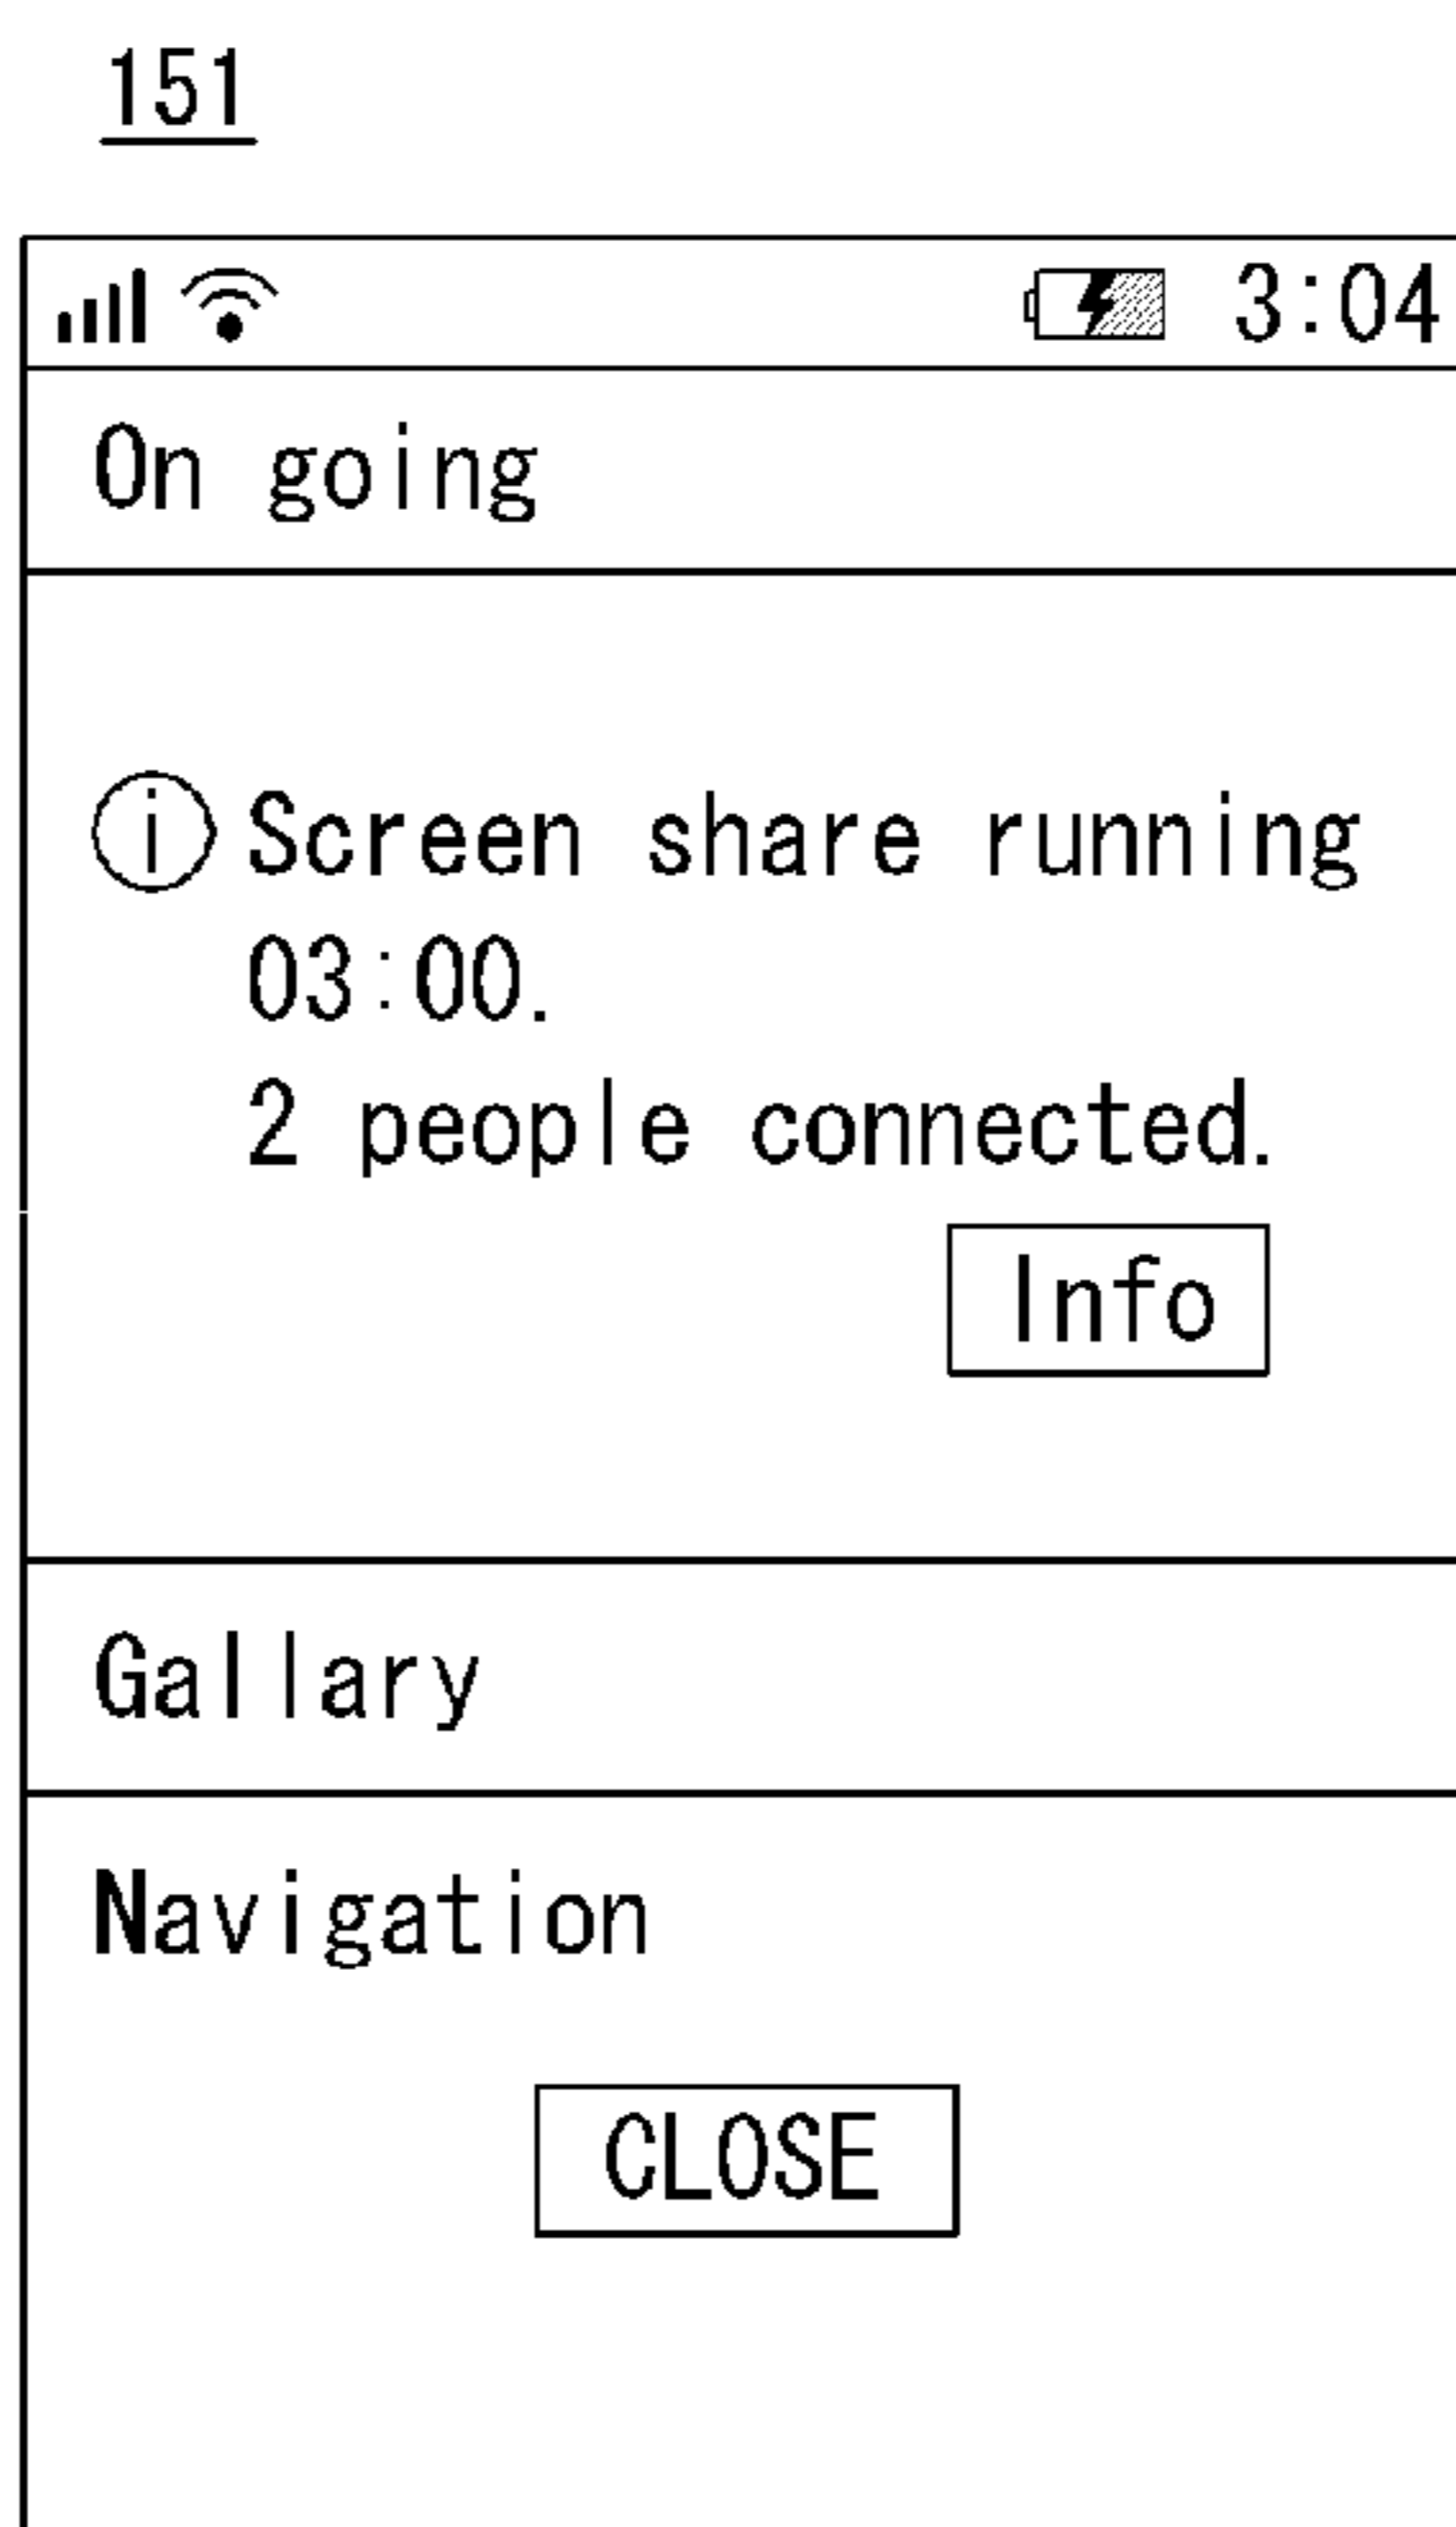 151
3:04
On going
i Screen share running
03:00.
2 people connected.
Info
Gallary
Navigation
CLOSE